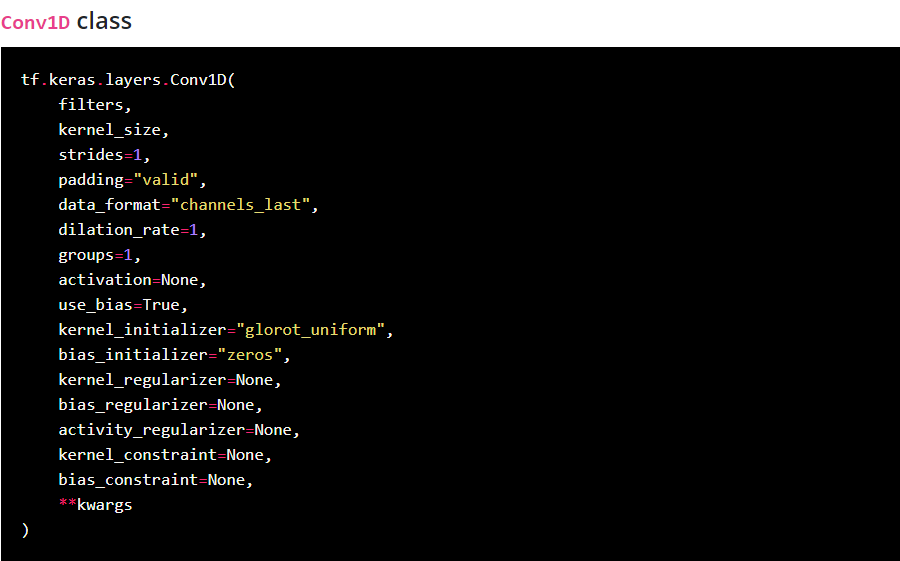 Conv1D class
tf.keras.layers.Conv1D(
    filters,
    kernel_size,
    strides=1,
    padding="valid",
    data_format="channels_last",
    dilation_rate=1,
    groups=1,
    activation=None,
    use_bias=True,
    kernel_initializer="glorot_uniform",
    bias_initializer="zeros",
    kernel_regularizer=None,
    bias_regularizer=None,
    activity_regularizer=None,
    kernel_constraint=None,
    bias_constraint=None,
    **kwargs
)